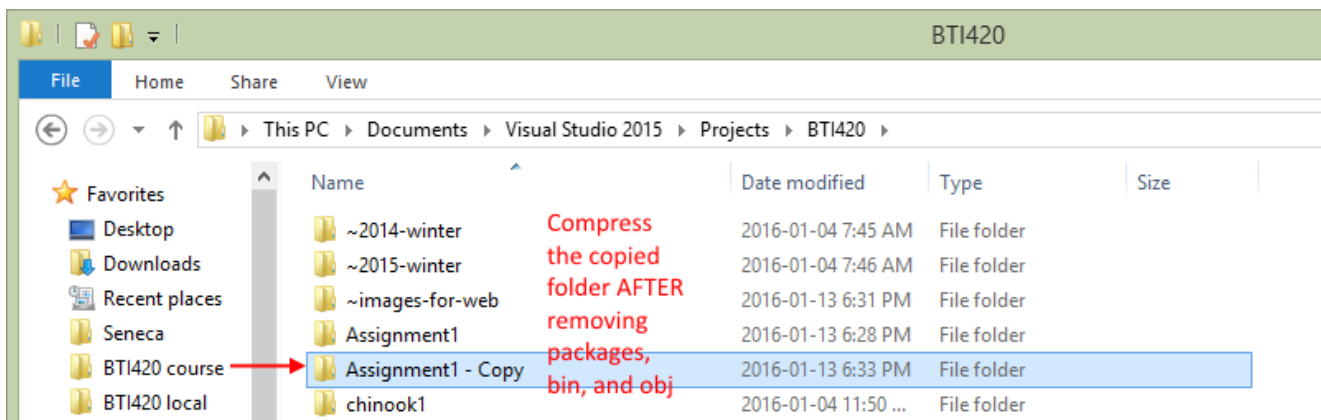 BTI420
File Home Share View
This PC Documents Visual Studio 2015 Projects BTI420
Favorites
Desktop
Downloads
Recent places
Seneca
BTI420 course
BTI420 local
Name Date modified Type Size
~2014-winter 2016-01-04 7:45 AM File folder
~2015-winter 2016-01-04 7:46 AM File folder
~images-for-web 2016-01-13 6:31 PM File folder
Assignment1 2016-01-13 6:28 PM File folder
Assignment1 - Copy 2016-01-13 6:33 PM File folder
chinook1 2016-01-04 11:50 ... File folder
Compress
the copied
folder AFTER
removing
packages,
bin, and obj